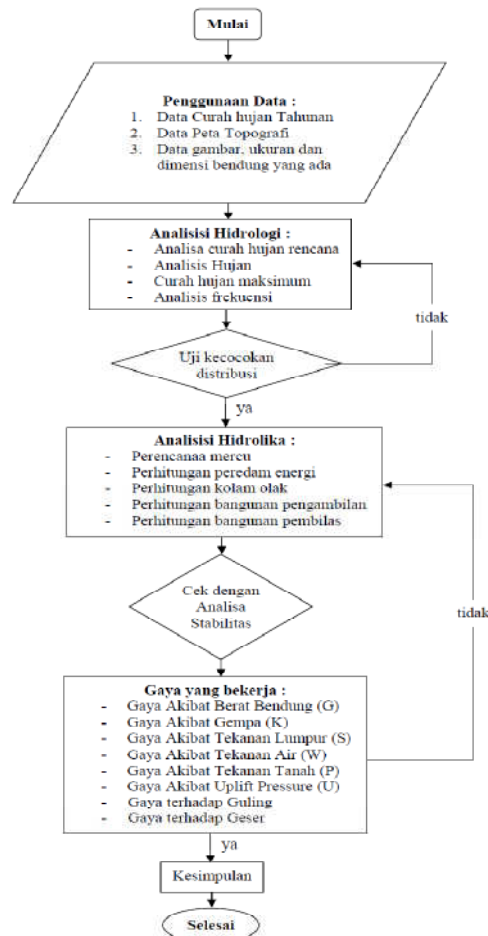 Mulai
Penggunaan Data :
1. Data Curah hujan Tahunan
2. Data Peta Topografi
3. Data gambar, ukuran dan
dimensi bendung yang ada
Analisisi Hidrologi :
- Analisa curah hujan rencana
- Analisis Hujan
- Curah hujan maksimum
- Analisis frekuensi
tidak
Uji kecocokan
distribusi
ya
Analisisi Hidrolika :
- Perencanaa mercu
- Perhitungan peredam energi
- Perhitungan kolam olak
- Perhitungan bangunan pengambilan
- Perhitungan bangunan pembilas
Cek dengan
Analisa
Stabilitas
tidak
Gaya yang bekerja :
- Gaya Akibat Berat Bendung (G)
- Gaya Akibat Gempa (K)
- Gaya Akibat Tekanan Lumpur (S)
- Gaya Akibat Tekanan Air (W)
- Gaya Akibat Tekanan Tanah (P)
- Gaya Akibat Uplift Pressure (U)
- Gaya terhadap Guling
- Gaya terhadap Geser
ya
Kesimpulan
Selesai